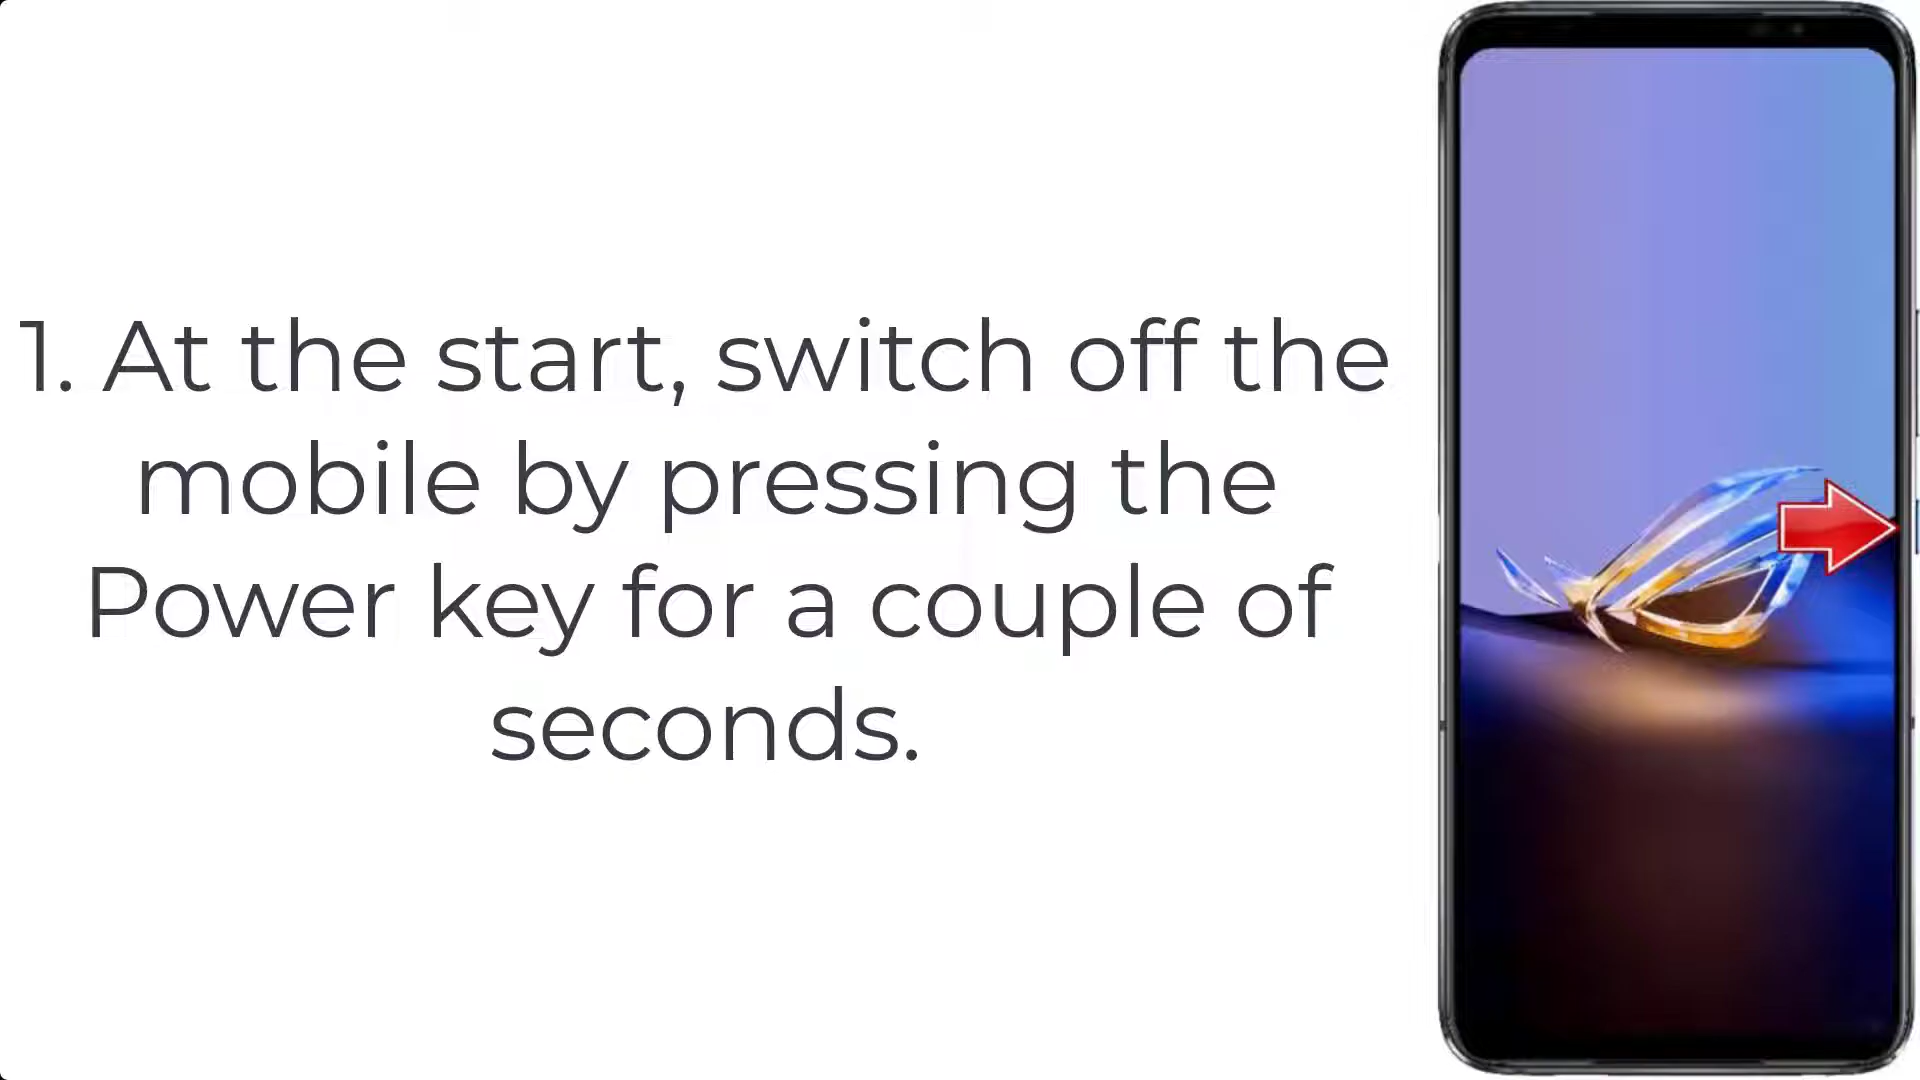 1. At the start, switch off the
mobile by pressing the
Power key for a couple of
seconds.